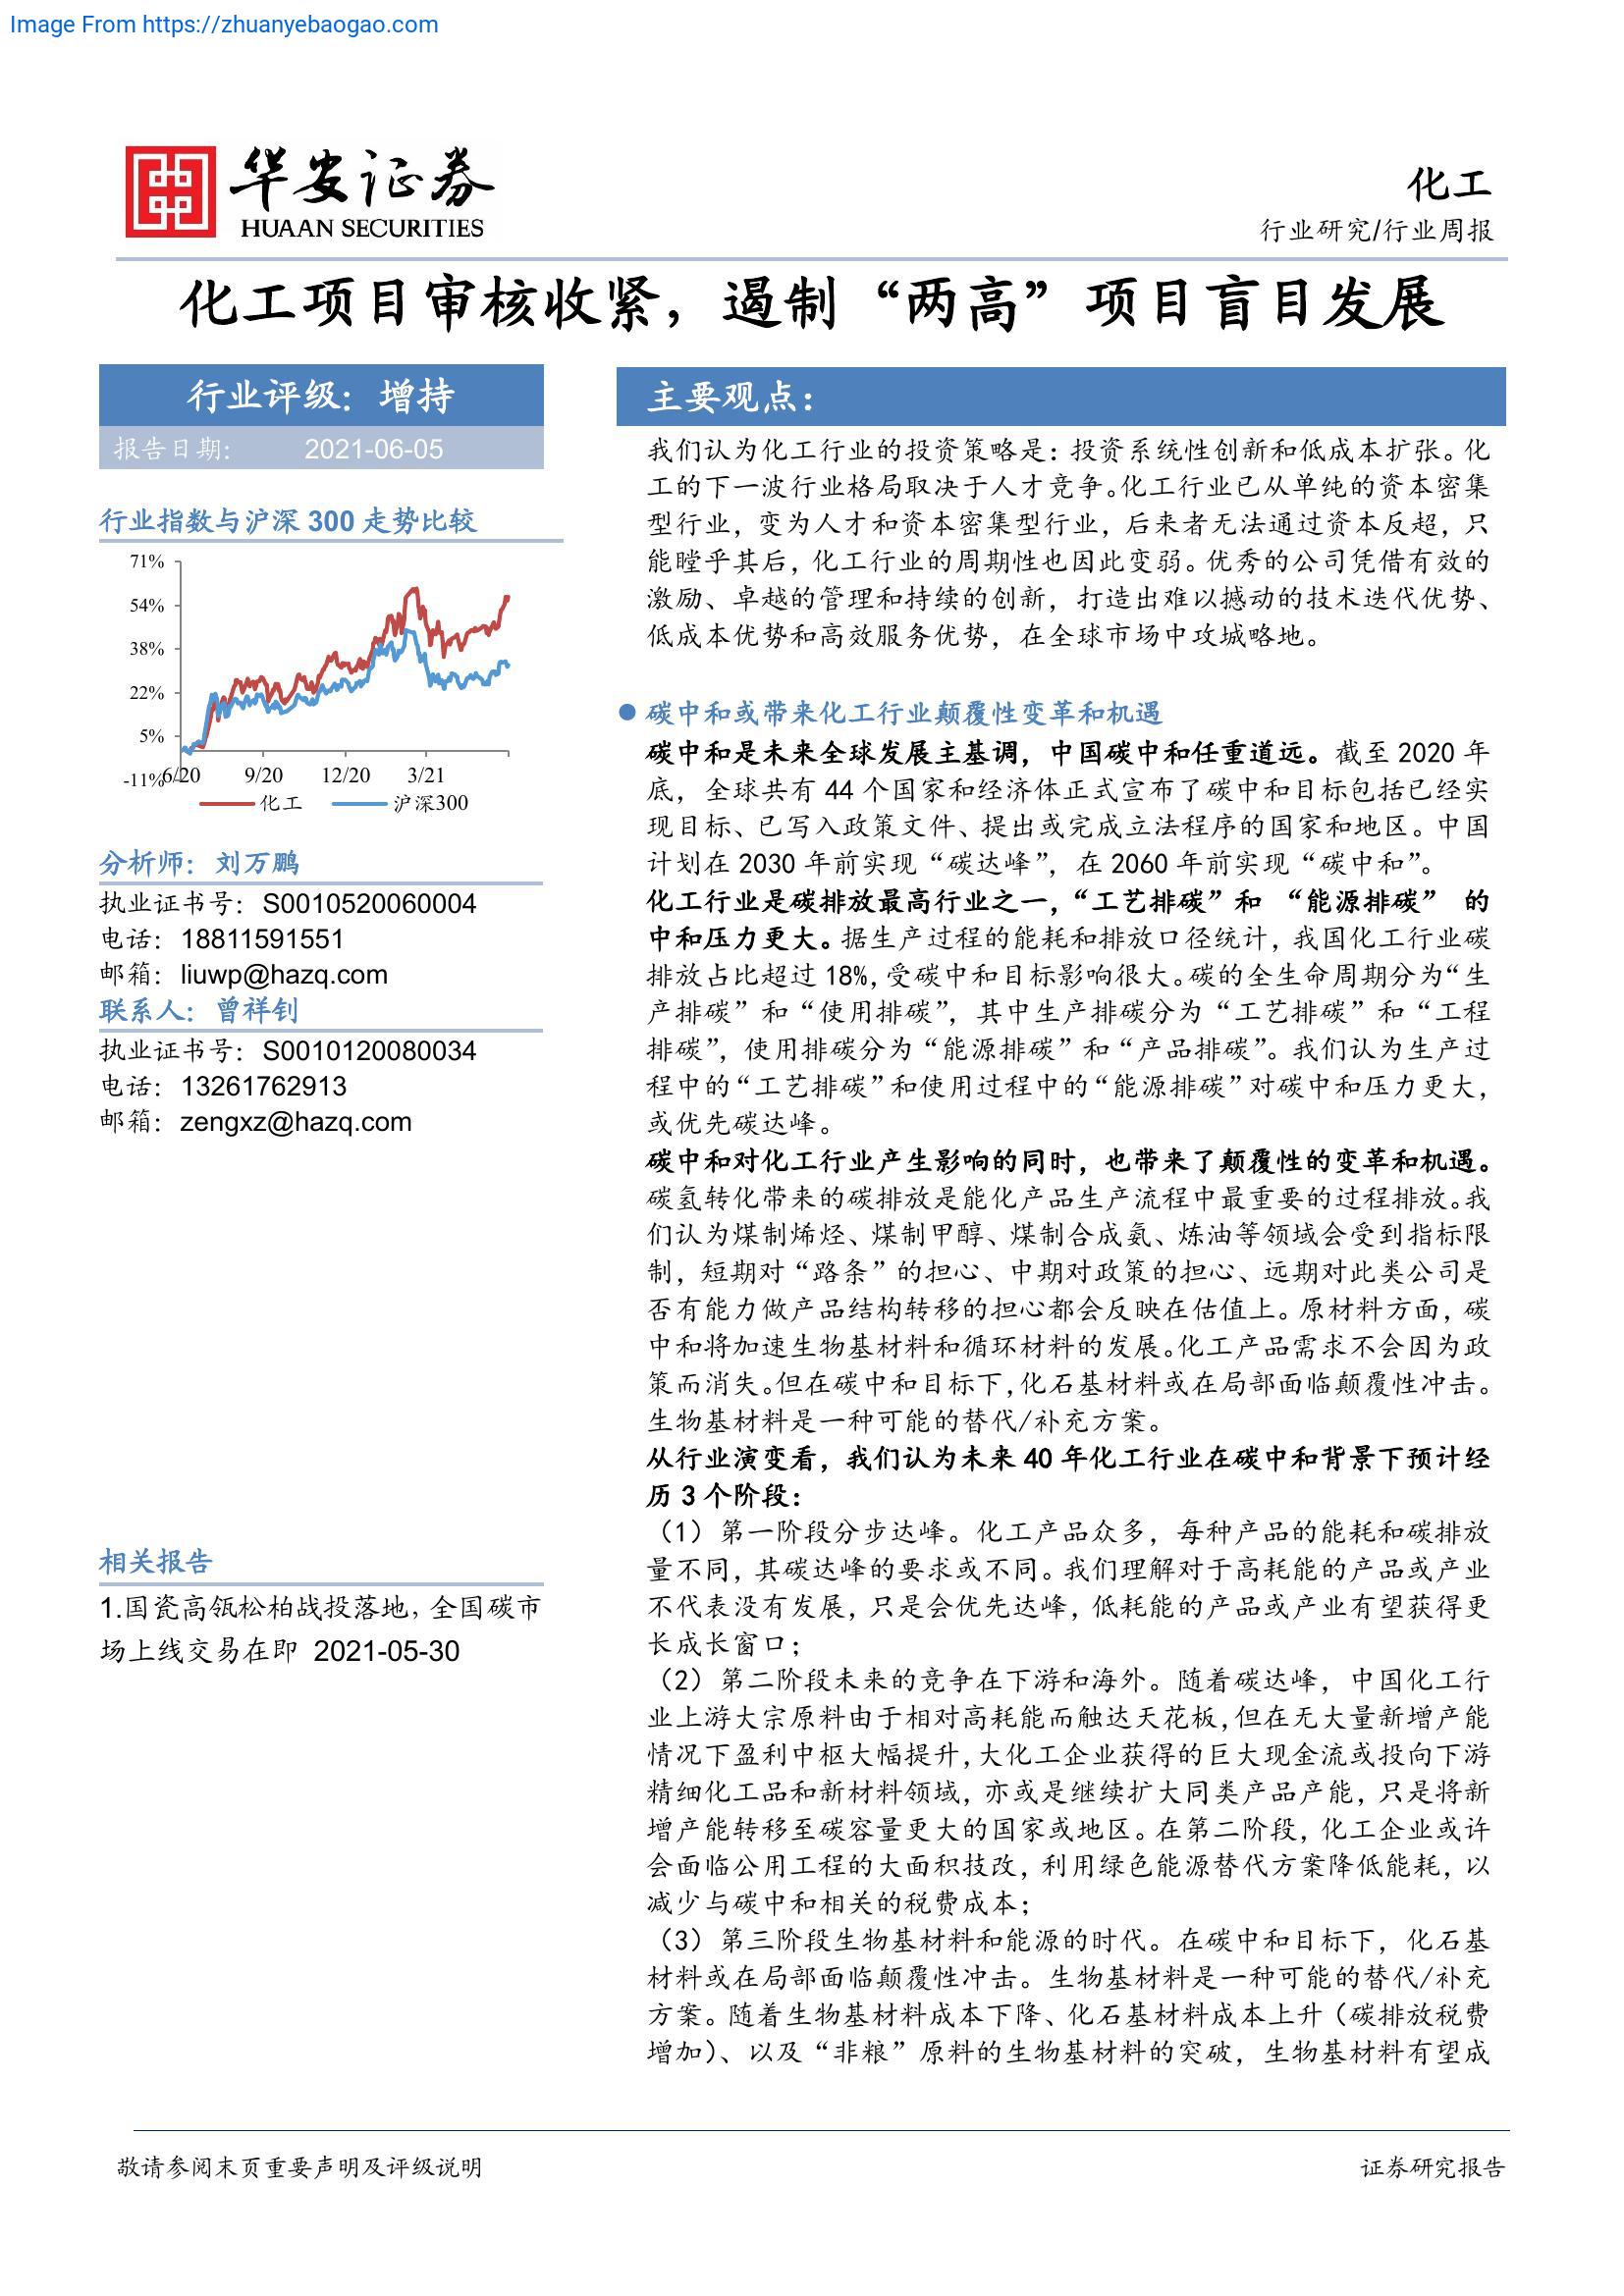 Image From https://zhuanyebaogao.com
华安证券
HUAAN SECURITIES
化工
行业研究/行业周报
化工项目审核收紧，遏制“两高”项目盲目发展
行业评级：增持
报告日期： 2021-06-05
行业指数与沪深 300 走势比较
71%
54%
38%
22%
5%
-11%
6/20 9/20 12/20 3/21
化工 沪深300
分析师：刘万鹏
执业证书号：S0010520060004
电话：18811591551
邮箱：liuwp@hazq.com
联系人：曾祥钊
执业证书号：S0010120080034
电话：13261762913
邮箱：zengxz@hazq.com
相关报告
1.国瓷高瓴松柏战投落地，全国碳市
场上线交易在即 2021-05-30
主要观点：
我们认为化工行业的投资策略是：投资系统性创新和低成本扩张。化
工的下一波行业格局取决于人才竞争。化工行业已从单纯的资本密集
型行业，变为人才和资本密集型行业，后来者无法通过资本反超，只
能瞠乎其后，化工行业的周期性也因此变弱。优秀的公司凭借有效的
激励、卓越的管理和持续的创新，打造出难以撼动的技术迭代优势、
低成本优势和高效服务优势，在全球市场中攻城略地。
● 碳中和或带来化工行业颠覆性变革和机遇
碳中和是未来全球发展主基调，中国碳中和任重道远。截至 2020 年
底，全球共有 44 个国家和经济体正式宣布了碳中和目标包括已经实
现目标、已写入政策文件、提出或完成立法程序的国家和地区。中国
计划在 2030 年前实现“碳达峰”，在 2060 年前实现“碳中和”。
化工行业是碳排放最高行业之一，“工艺排碳”和 “能源排碳” 的
中和压力更大。据生产过程的能耗和排放口径统计，我国化工行业碳
排放占比超过 18%，受碳中和目标影响很大。碳的全生命周期分为“生
产排碳”和“使用排碳”，其中生产排碳分为“工艺排碳”和“工程
排碳”，使用排碳分为“能源排碳”和“产品排碳”。我们认为生产过
程中的“工艺排碳”和使用过程中的“能源排碳”对碳中和压力更大，
或优先碳达峰。
碳中和对化工行业产生影响的同时，也带来了颠覆性的变革和机遇。
碳氢转化带来的碳排放是能化产品生产流程中最重要的过程排放。我
们认为煤制烯烃、煤制甲醇、煤制合成氨、炼油等领域会受到指标限
制，短期对“路条”的担心、中期对政策的担心、远期对此类公司是
否有能力做产品结构转移的担心都会反映在估值上。原材料方面，碳
中和将加速生物基材料和循环材料的发展。化工产品需求不会因为政
策而消失。但在碳中和目标下，化石基材料或在局部面临颠覆性冲击。
生物基材料是一种可能的替代/补充方案。
从行业演变看，我们认为未来 40 年化工行业在碳中和背景下预计经
历 3 个阶段：
（1）第一阶段分步达峰。化工产品众多，每种产品的能耗和碳排放
量不同，其碳达峰的要求或不同。我们理解对于高耗能的产品或产业
不代表没有发展，只是会优先达峰，低耗能的产品或产业有望获得更
长成长窗口；
（2）第二阶段未来的竞争在下游和海外。随着碳达峰，中国化工行
业上游大宗原料由于相对高耗能而触达天花板，但在无大量新增产能
情况下盈利中枢大幅提升，大化工企业获得的巨大现金流或投向下游
精细化工品和新材料领域，亦或是继续扩大同类产品产能，只是将新
增产能转移至碳容量更大的国家或地区。在第二阶段，化工企业或许
会面临公用工程的大面积技改，利用绿色能源替代方案降低能耗，以
减少与碳中和相关的税费成本；
（3）第三阶段生物基材料和能源的时代。在碳中和目标下，化石基
材料或在局部面临颠覆性冲击。生物基材料是一种可能的替代/补充
方案。随着生物基材料成本下降、化石基材料成本上升（碳排放税费
增加）、以及“非粮”原料的生物基材料的突破，生物基材料有望成
敬请参阅末页重要声明及评级说明
证券研究报告